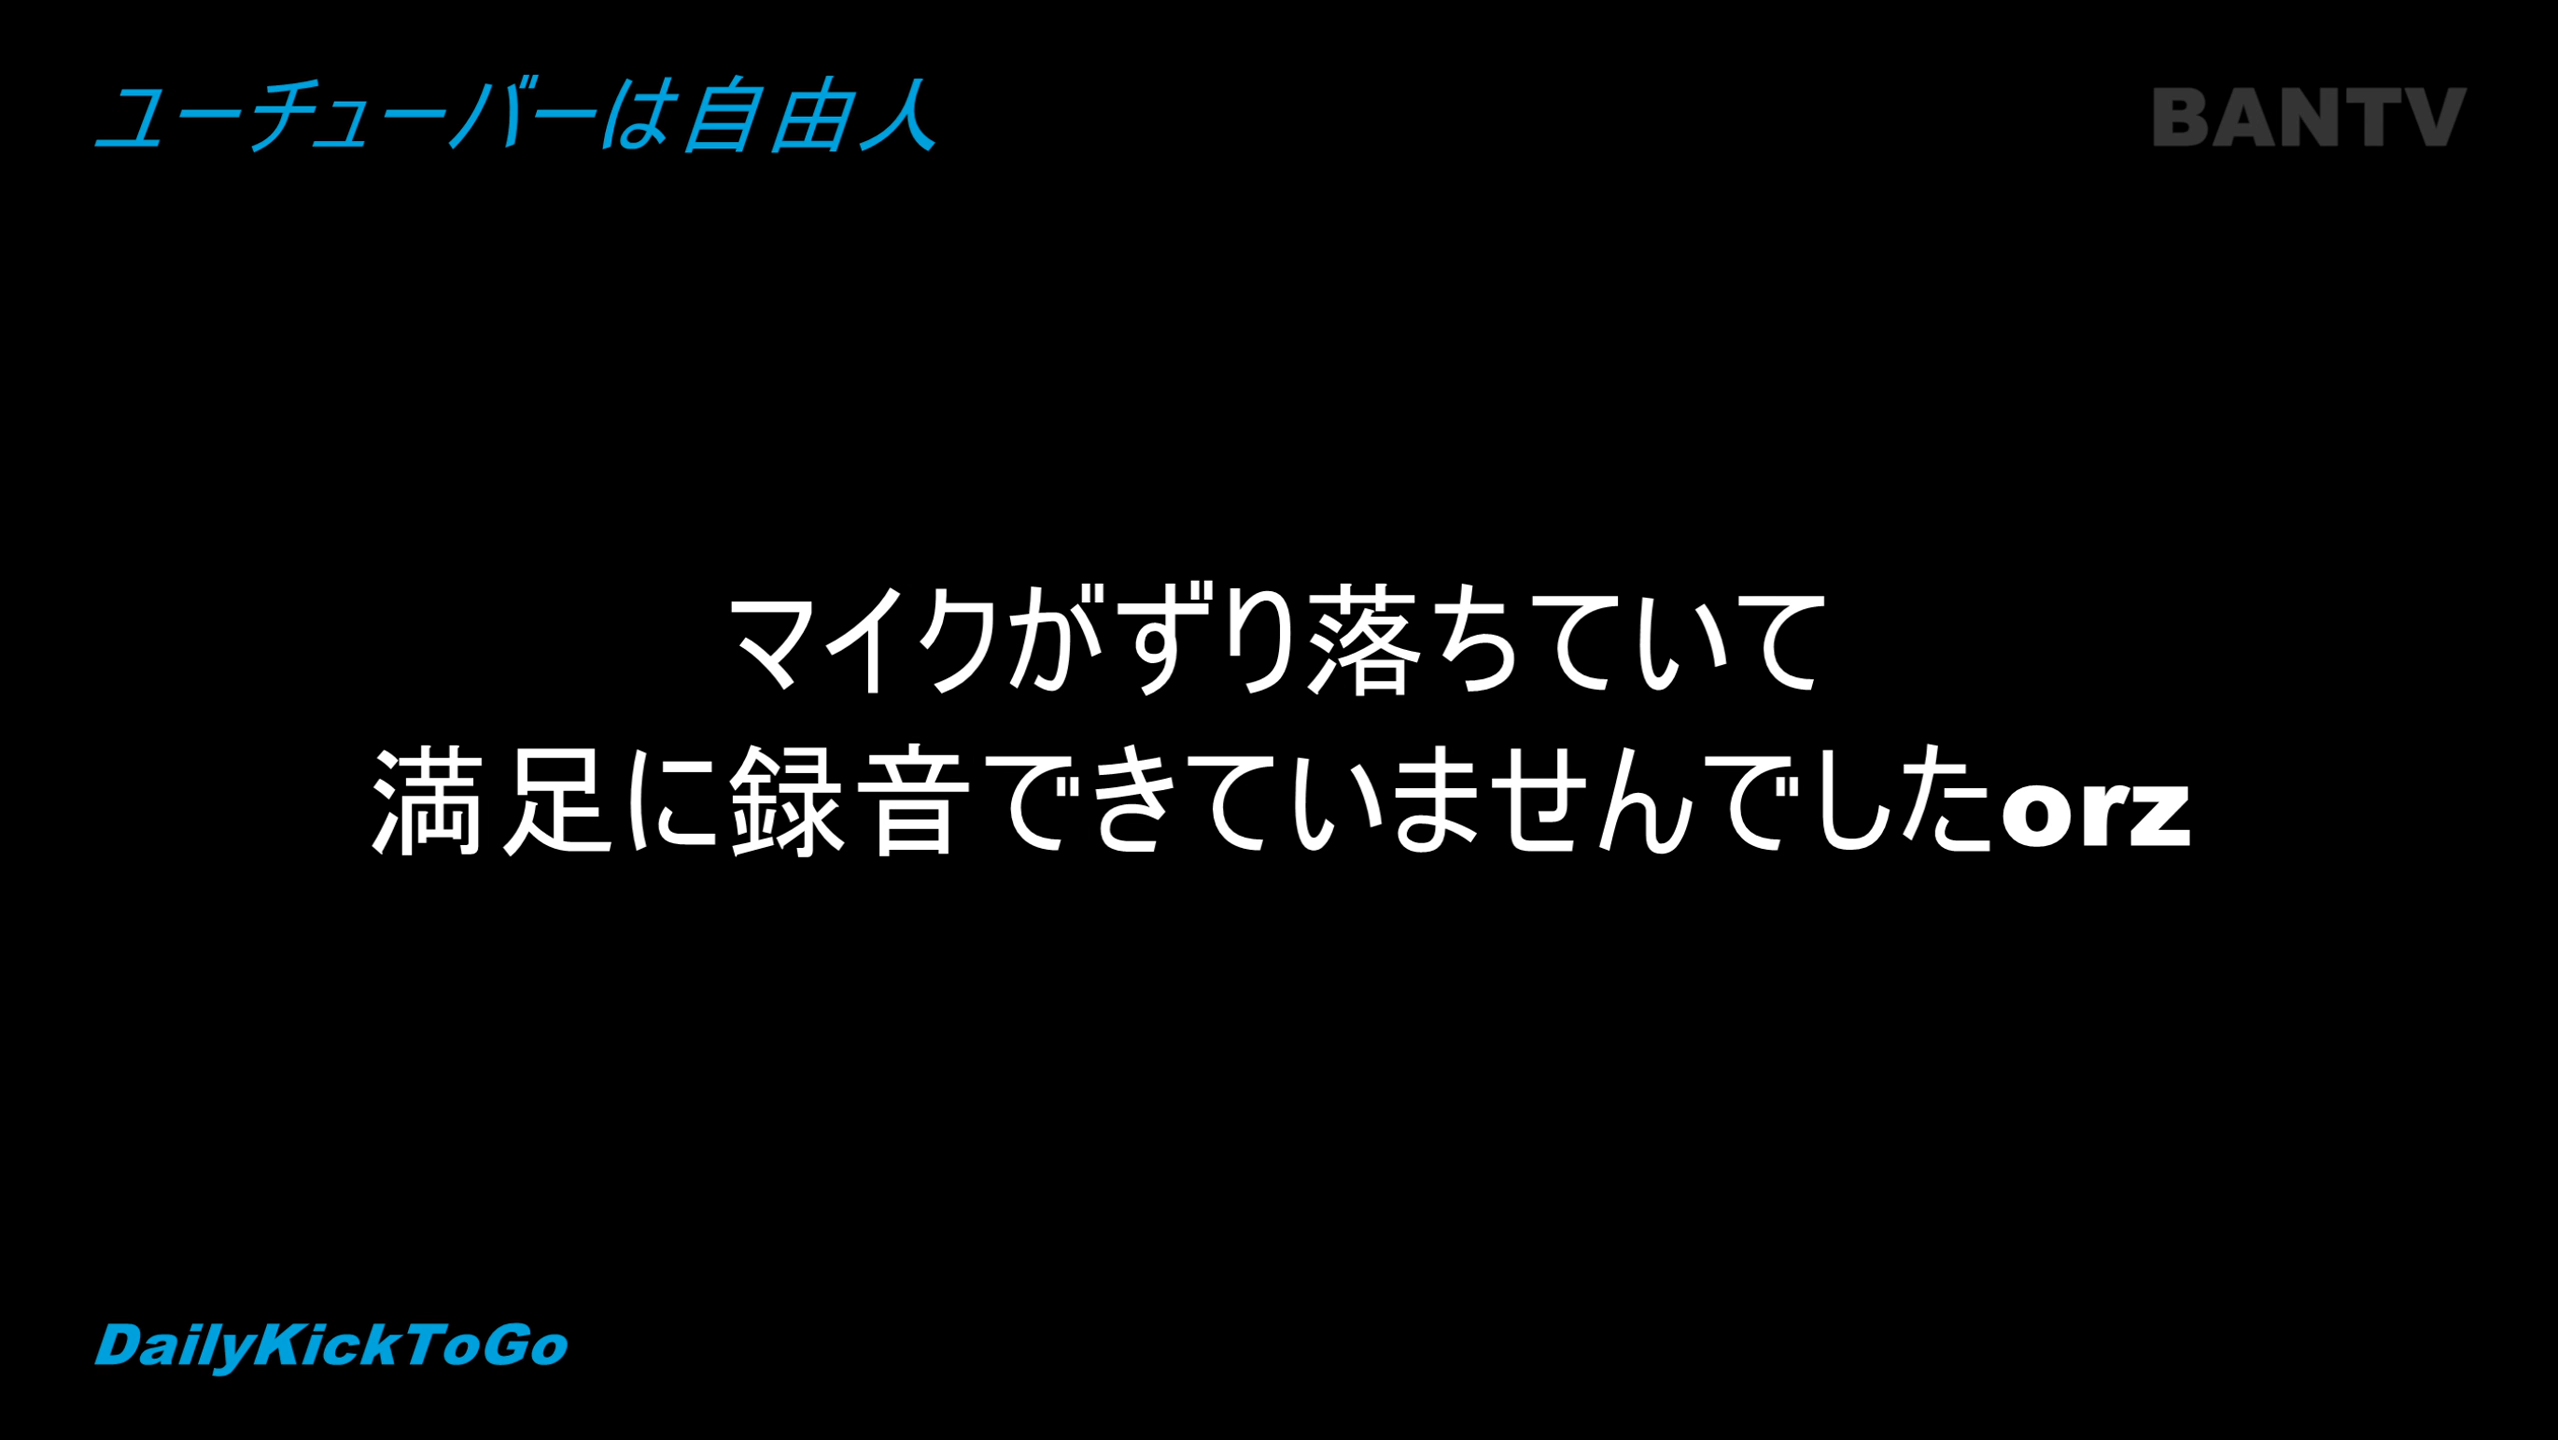 ユーチューバーは自由人
BANTV
マイクがずり落ちていて
満足に録音できていませんでしたorz
DailyKickToGo